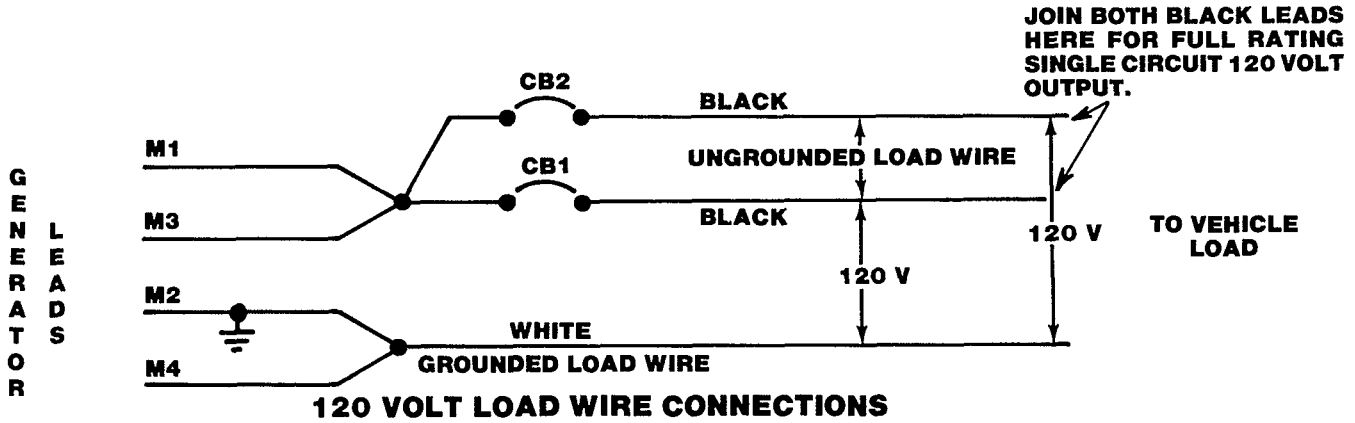 JOIN BOTH BLACK LEADS
HERE FOR FULL RATING
SINGLE CIRCUIT 120 VOLT
OUTPUT.
CB2
BLACK
M1
UNGROUNDED LOAD WIRE
CB1
M3
BLACK
GENERATOR
LEADS
120 V
TO VEHICLE
LOAD
120 V
M2
WHITE
M4
GROUNDED LOAD WIRE
120 VOLT LOAD WIRE CONNECTIONS